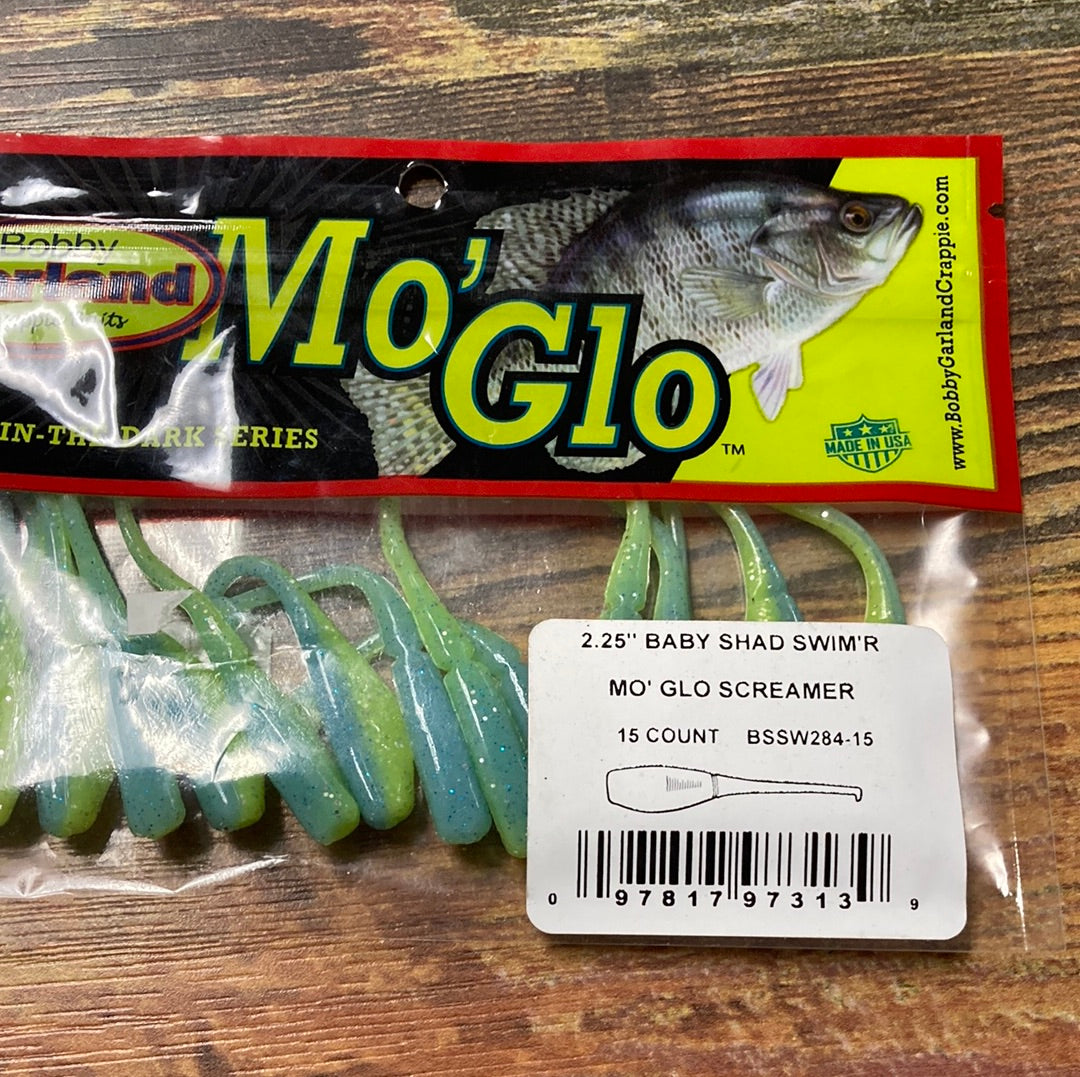 Bobby
Mo'Glo
™
IN-THE-DARK SERIES
MADE IN USA
www.BobbyGarlandCrappie.com
2.25" BABY SHAD SWIM'R
MO' GLO SCREAMER
15 COUNT BSSW284-15
0 97817 97313 9